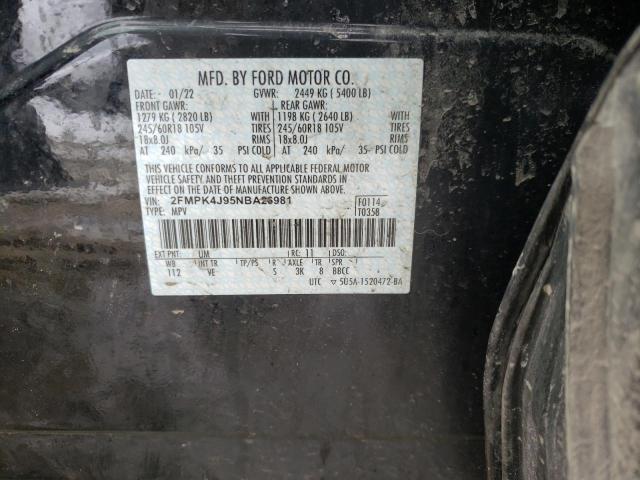 MFD. BY FORD MOTOR CO.
DATE: 01/22 GVWR: 2449 KG ( 5400 LB)
FRONT GAWR: REAR GAWR:
1279 KG ( 2820 LB) WITH 1198 KG ( 2640 LB) WITH
245/60R18 105V TIRES 245/60R18 105V TIRES
18x8.0J RIMS 18x8.0J RIMS
AT 240 kPa/ 35 PSI COLD AT 240 kPa/ 35 PSI COLD
THIS VEHICLE CONFORMS TO ALL APPLICABLE FEDERAL MOTOR
VEHICLE SAFETY, BUMPER, AND THEFT PREVENTION STANDARDS IN
EFFECT ON THE DATE OF MANUFACTURE SHOWN ABOVE.
VIN: 2FMPK4J95NBA26981 F0114
TYPE: MPV T0358
EXT PNT: UM RC: 11 DSO:
WB INT TR TP/PS R AXLE TR SPR
112 VE S 3K 8 BBCC
UTC ▽ 5U5A-1520472-BA